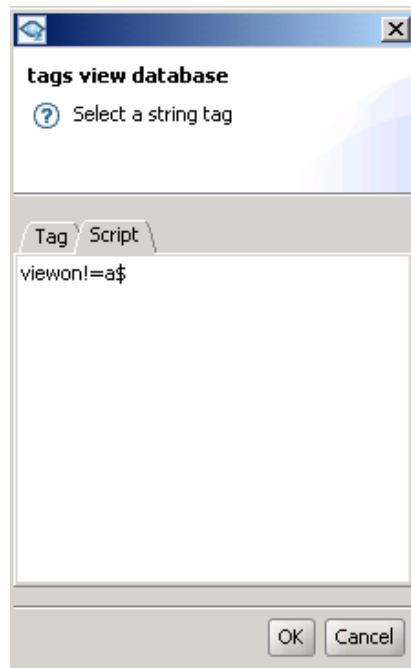 tags view database
Select a string tag
Tag Script
viewon!=a$
OK Cancel